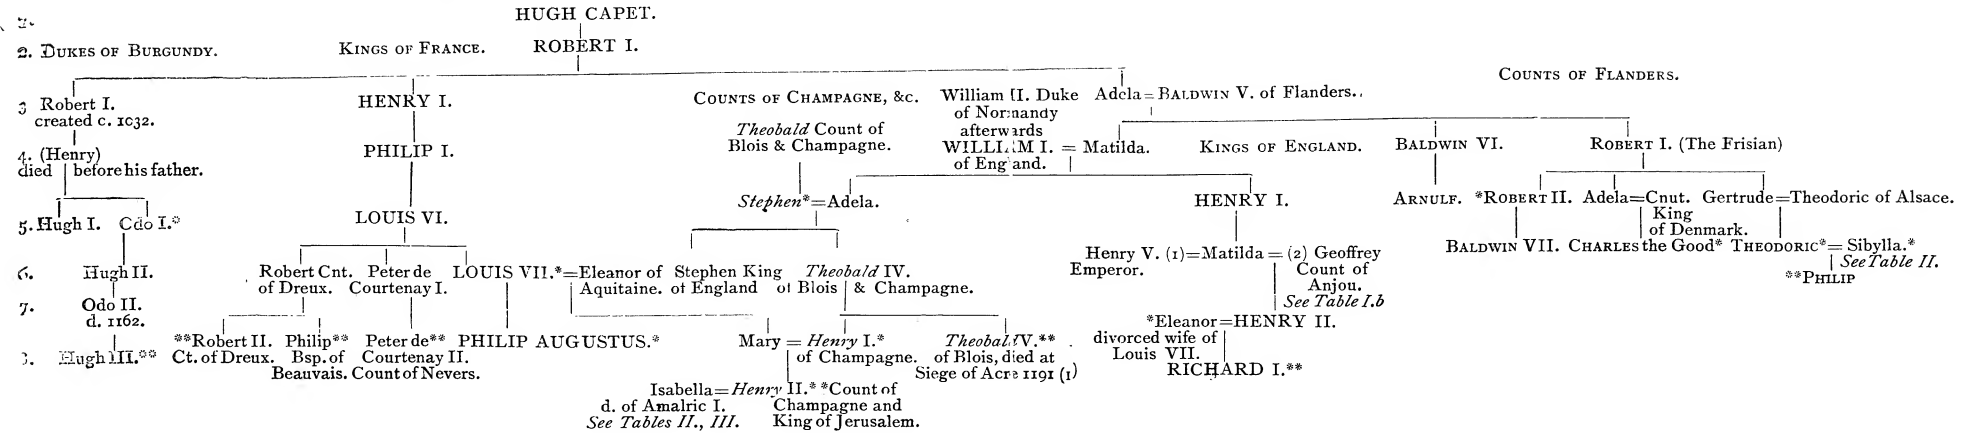 HUGH CAPET.
2. DUKES OF BURGUNDY. KINGS OF FRANCE. ROBERT I.
COUNTS OF FLANDERS.
3 Robert I. HENRY I. COUNTS OF CHAMPAGNE, &c. William II. Duke Adela=BALDWIN V. of Flanders.
created c. 1032. of Normandy
Theobald Count of afterwards
Blois & Champagne. WILLIAM I. = Matilda. KINGS OF ENGLAND. BALDWIN VI. ROBERT I. (The Frisian)
4. (Henry) PHILIP I. of England.
died before his father.
Stephen*=Adela. HENRY I. ARNULF. *ROBERT II. Adela=Cnut. Gertrude=Theodoric of Alsace.
King
5. Hugh I. Odo I.* LOUIS VI. of Denmark.
BALDWIN VII. CHARLES the Good* THEODORIC*= Sibylla.*
Henry V. (1)=Matilda = (2) Geoffrey See Table II.
6. Hugh II. Robert Cnt. Peter de LOUIS VII.*=Eleanor of Stephen King Theobald IV. Emperor. Count of **PHILIP
of Dreux. Courtenay I. Aquitaine. of England of Blois & Champagne. Anjou.
7. Odo II. See Table I.b
d. 1162.
*Eleanor=HENRY II.
**Robert II. Philip** Peter de** PHILIP AUGUSTUS.* Mary = Henry I.* Theobald V.** divorced wife of
8. Hugh III.** Ct. of Dreux. Bsp. of Courtenay II. of Champagne. of Blois, died at Louis VII.
Beauvais. Count of Nevers. Siege of Acre 1191 (1) RICHARD I.**
Isabella=Henry II.* *Count of
d. of Amalric I. Champagne and
See Tables II., III. King of Jerusalem.